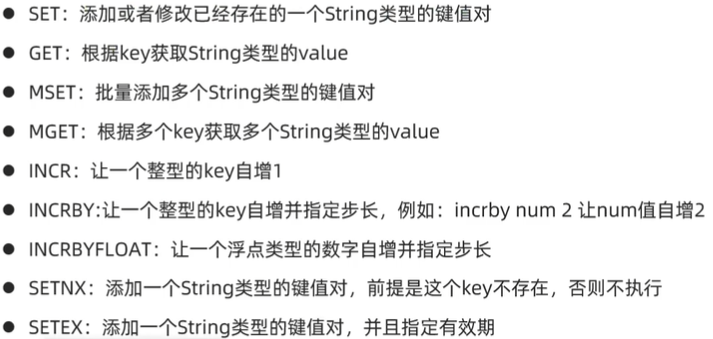 ● SET：添加或者修改已经存在的一个String类型的键值对
● GET：根据key获取String类型的value
● MSET：批量添加多个String类型的键值对
● MGET：根据多个key获取多个String类型的value
● INCR：让一个整型的key自增1
● INCRBY:让一个整型的key自增并指定步长，例如：incrby num 2 让num值自增2
● INCRBYFLOAT：让一个浮点类型的数字自增并指定步长
● SETNX：添加一个String类型的键值对，前提是这个key不存在，否则不执行
● SETEX：添加一个String类型的键值对，并且指定有效期